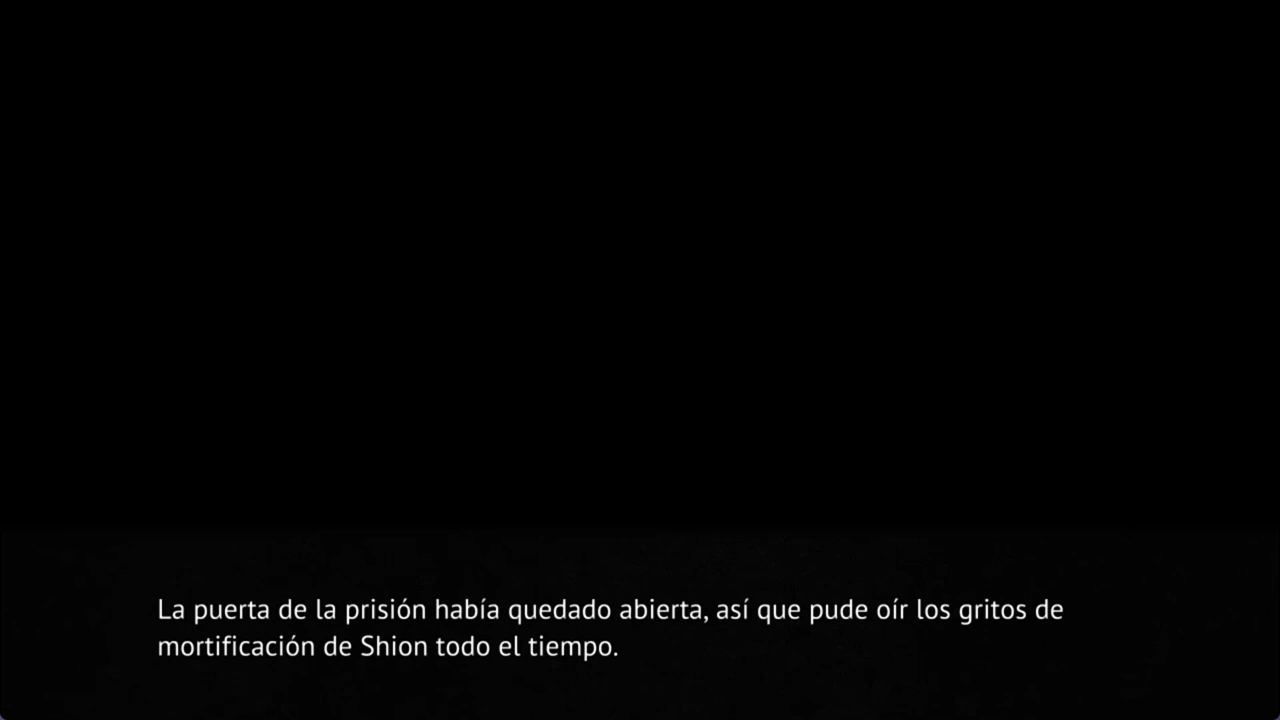 La puerta de la prisión había quedado abierta, así que pude oír los gritos de
mortificación de Shion todo el tiempo.